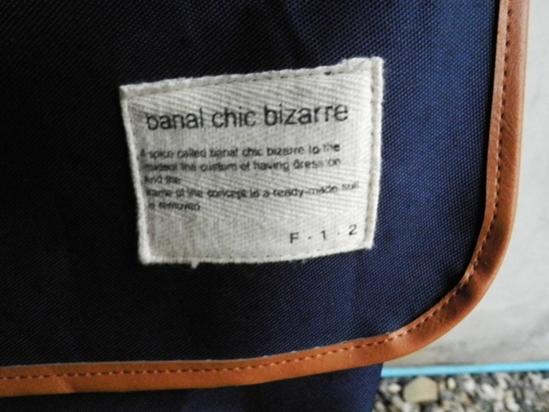 banal chic bizarre
A spice called banal chic bizarre to the
the custom of having dress on
And the
frame of the concept to a ready-made suit
is removed
F - 1 - 2